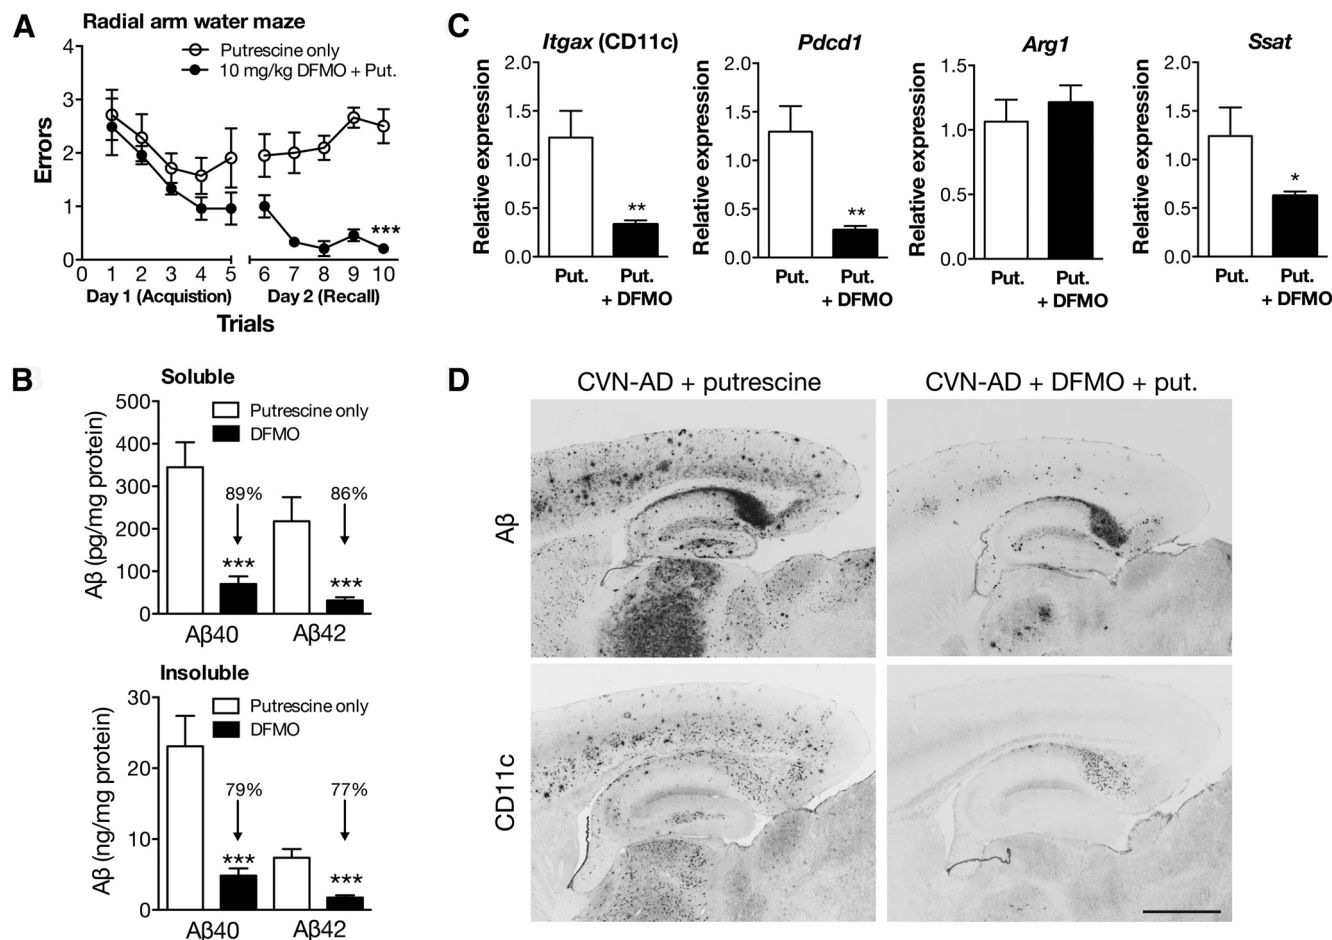 A
Radial arm water maze
Putrescine only
10 mg/kg DFMO + Put.
Errors
4
3
2
1
0
0 1 2 3 4 5 6 7 8 9 10
***
Day 1 (Acquistion) Day 2 (Recall)
Trials
B
Soluble
Aβ (pg/mg protein)
500
400
300
200
100
0
Putrescine only
DFMO
89% 86%
*** ***
Aβ40 Aβ42
Insoluble
Aβ (ng/mg protein)
30
20
10
0
Putrescine only
DFMO
79% 77%
*** ***
Aβ40 Aβ42
C
Itgax (CD11c)
Relative expression
2.0
1.5
1.0
0.5
0.0
**
Put. Put.
+ DFMO
Pdcd1
Relative expression
2.0
1.5
1.0
0.5
0.0
**
Put. Put.
+ DFMO
Arg1
Relative expression
1.5
1.0
0.5
0.0
Put. Put.
+ DFMO
Ssat
Relative expression
2.0
1.5
1.0
0.5
0.0
*
Put. Put.
+ DFMO
D
CVN-AD + putrescine CVN-AD + DFMO + put.
Aβ
CD11c